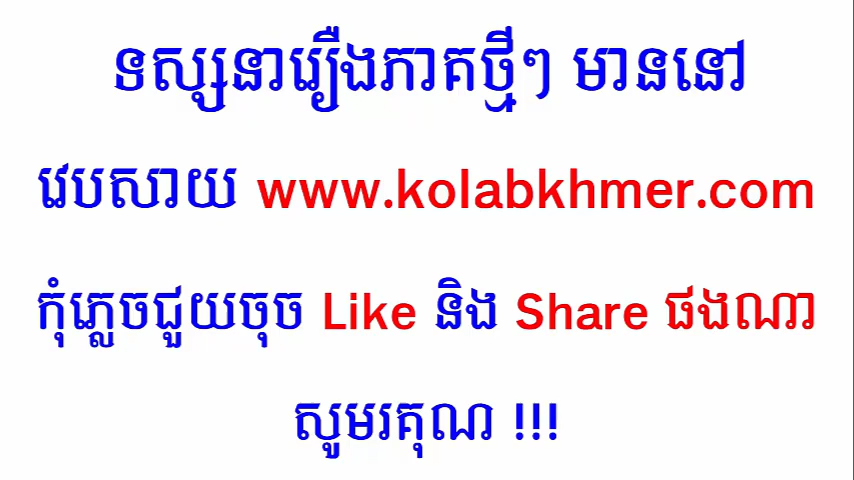 ទស្សនារឿងភាគថ្មីៗ មាននៅ
វេបសាយ www.kolabkhmer.com
កុំភ្លេចជួយចុច Like និង Share ផងណា
សូមរគុណ !!!